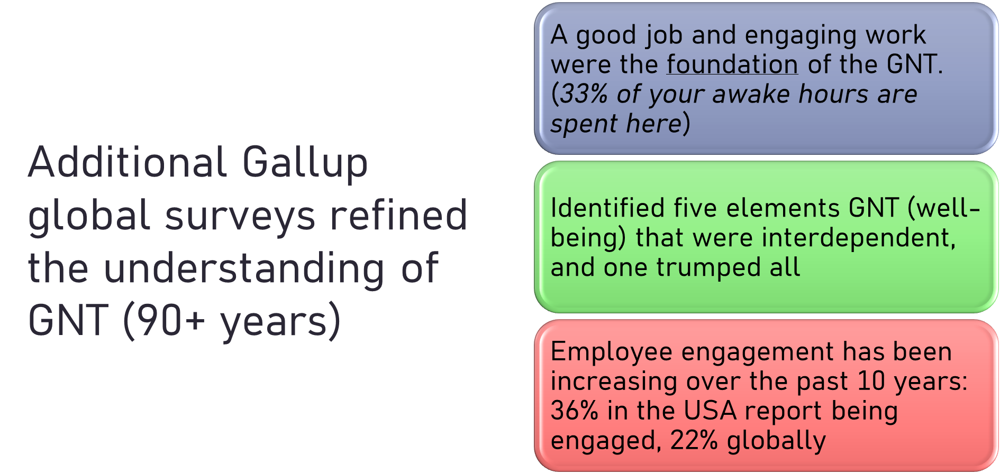 Additional Gallup
global surveys refined
the understanding of
GNT (90+ years)
A good job and engaging work
were the foundation of the GNT.
(33% of your awake hours are
spent here)
Identified five elements GNT (well-
being) that were interdependent,
and one trumped all
Employee engagement has been
increasing over the past 10 years:
36% in the USA report being
engaged, 22% globally